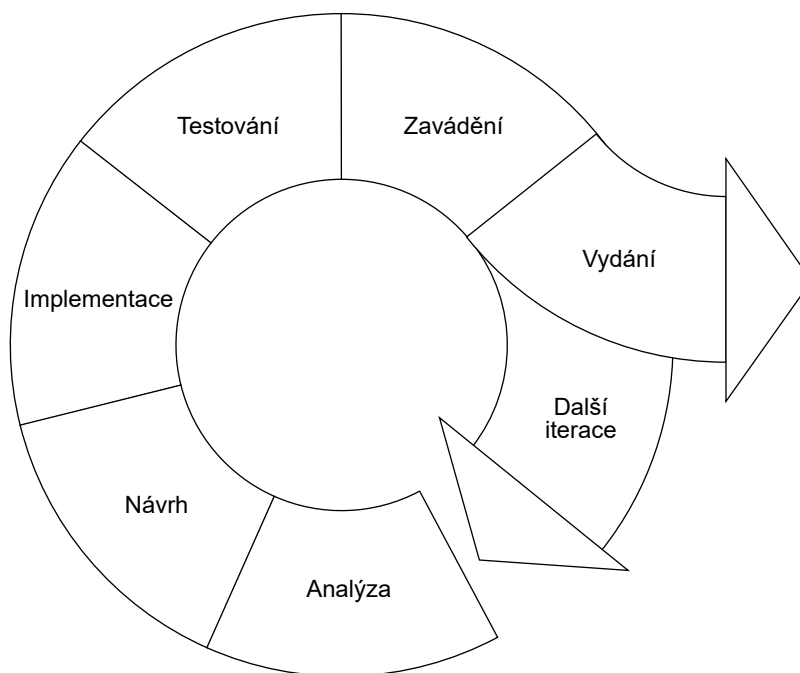 Testování
Zavádění
Vydání
Implementace
Další
iterace
Návrh
Analýza